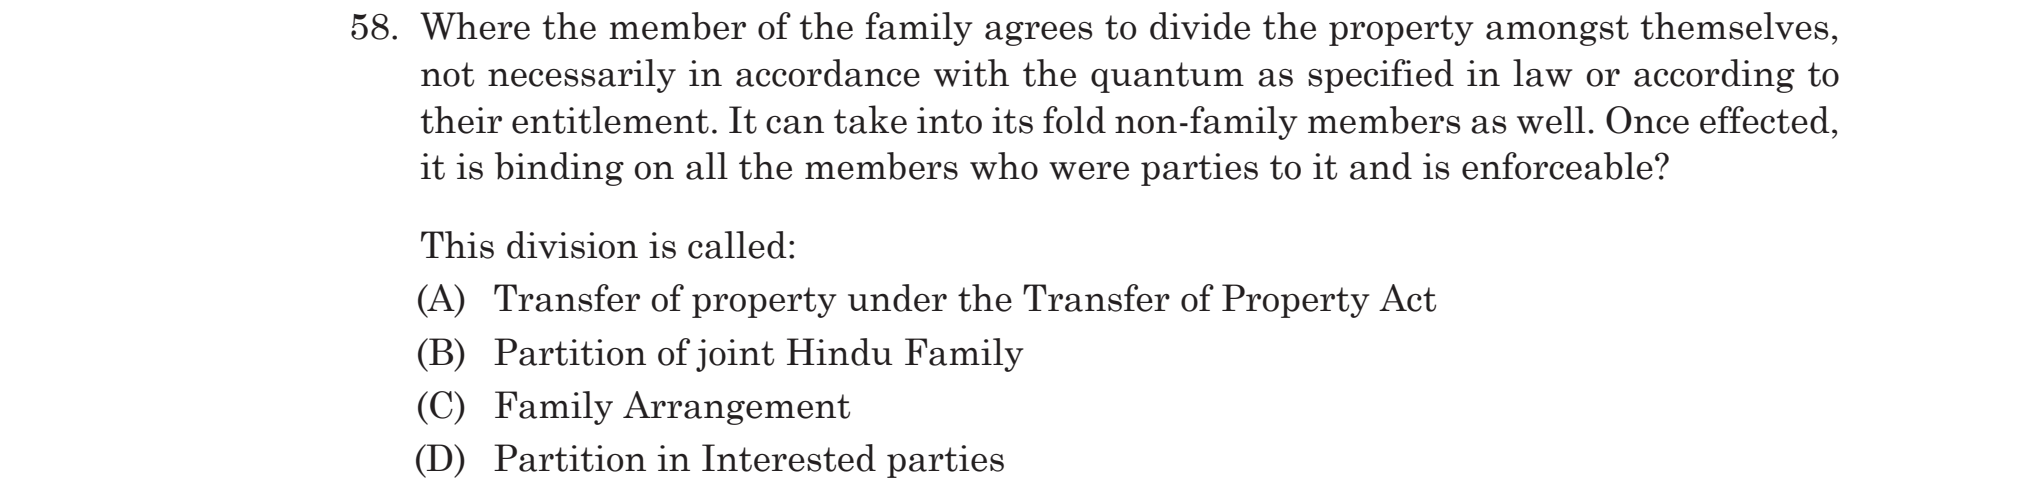 58. Where the member of the family agrees to divide the property amongst themselves,
not necessarily in accordance with the quantum as specified in law or according to
their entitlement. It can take into its fold non-family members as well. Once effected,
it is binding on all the members who were parties to it and is enforceable?
This division is called:
(A) Transfer of property under the Transfer of Property Act
(B) Partition of joint Hindu Family
(C) Family Arrangement
(D) Partition in Interested parties